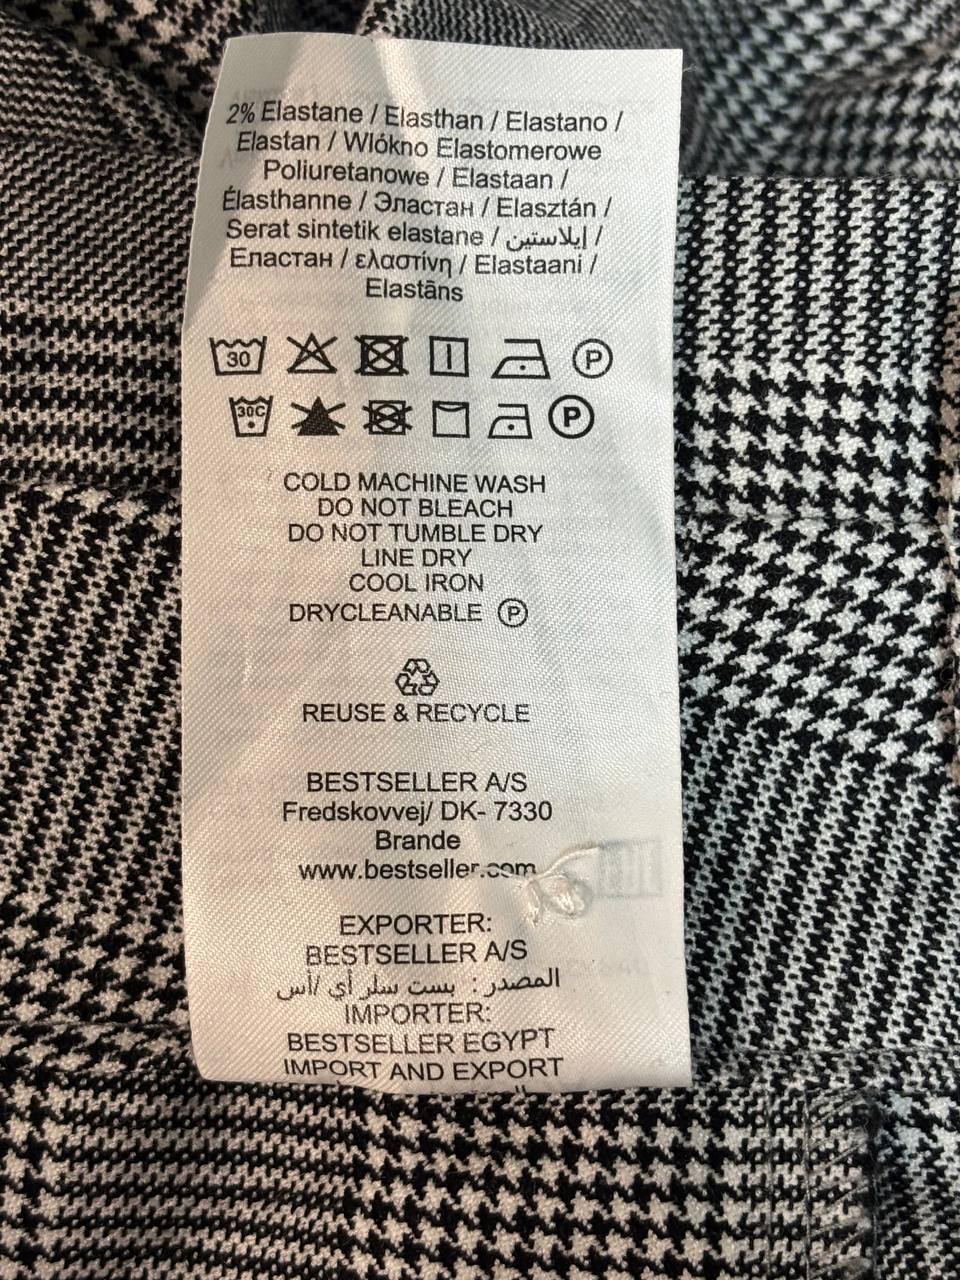 2% Elastane / Elasthan / Elastano /
Elastan / Wlókno Elastomerowe
Poliuretanowe / Elastaan /
Élasthanne / Эластан / Elasztán /
Serat sintetik elastane / إيلاستين /
Еластан / ελαστίνη / Elastaani /
Elastāns
30 P
30C P
COLD MACHINE WASH
DO NOT BLEACH
DO NOT TUMBLE DRY
LINE DRY
COOL IRON
DRYCLEANABLE P
REUSE & RECYCLE
BESTSELLER A/S
Fredskovvej/ DK- 7330
Brande
www.bestseller.com
EXPORTER:
BESTSELLER A/S
المصدر: بست سلر أي /أس
IMPORTER:
BESTSELLER EGYPT
IMPORT AND EXPORT